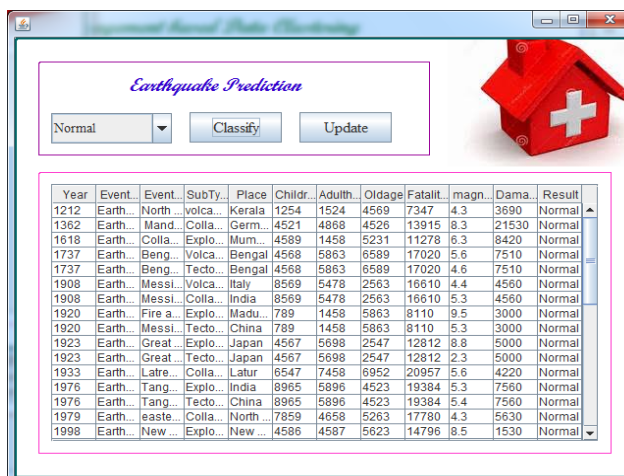 Based Data Clustering
Earthquake Prediction
Normal Classify Update
Year Event... Event... SubTy... Place Childr... Adulth... Oldage Fatalit... magn... Dama... Result
1212 Earth... North ... volca... Kerala 1254 1524 4569 7347 4.3 3690 Normal
1362 Earth... Mand... Colla... Germ... 4521 4868 4526 13915 8.3 21530 Normal
1618 Earth... Colla... Explo... Mum... 4589 1458 5231 11278 6.3 8420 Normal
1737 Earth... Beng... Volca... Bengal 4568 5863 6589 17020 5.6 7510 Normal
1737 Earth... Beng... Tecto... Bengal 4568 5863 6589 17020 4.6 7510 Normal
1908 Earth... Messi... Volca... Italy 8569 5478 2563 16610 4.4 4560 Normal
1908 Earth... Messi... Colla... India 8569 5478 2563 16610 5.3 4560 Normal
1920 Earth... Fire a... Explo... Madu... 789 1458 5863 8110 9.5 3000 Normal
1920 Earth... Messi... Tecto... China 789 1458 5863 8110 5.3 3000 Normal
1923 Earth... Great ... Explo... Japan 4567 5698 2547 12812 8.8 5000 Normal
1923 Earth... Great ... Tecto... Japan 4567 5698 2547 12812 2.3 5000 Normal
1933 Earth... Latre... Colla... Latur 6547 7458 6952 20957 5.6 4220 Normal
1976 Earth... Tang... Explo... India 8965 5896 4523 19384 5.3 7560 Normal
1976 Earth... Tang... Tecto... China 8965 5896 4523 19384 5.4 7560 Normal
1979 Earth... easte... Colla... North ... 7859 4658 5263 17780 4.3 5630 Normal
1998 Earth... New ... Explo... New ... 4586 4587 5623 14796 8.5 1530 Normal